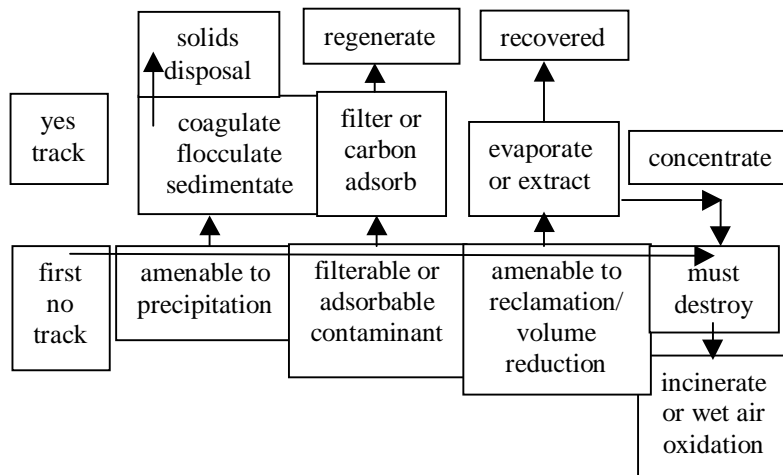 solids
disposal
regenerate
recovered
yes
track
coagulate
flocculate
sedimentate
filter or
carbon
adsorb
evaporate
or extract
concentrate
first
no
track
amenable to
precipitation
filterable or
adsorbable
contaminant
amenable to
reclamation/
volume
reduction
must
destroy
incinerate
or wet air
oxidation